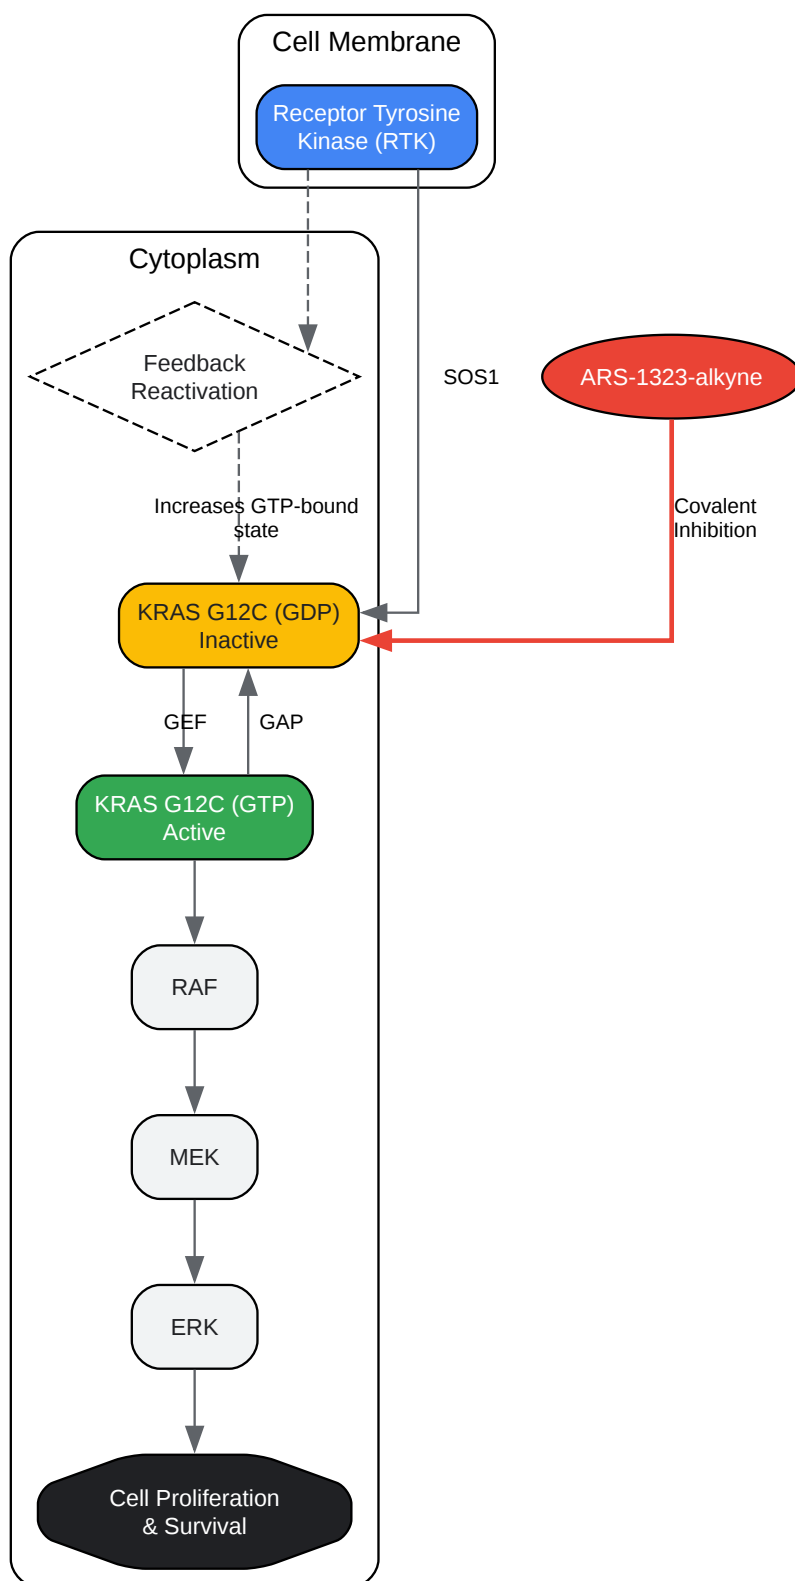 Cell Membrane
Receptor Tyrosine
Kinase (RTK)
Cytoplasm
Feedback
Reactivation
SOS1
ARS-1323-alkyne
Increases GTP-bound
state
Covalent
Inhibition
KRAS G12C (GDP)
Inactive
GEF
GAP
KRAS G12C (GTP)
Active
RAF
MEK
ERK
Cell Proliferation
& Survival